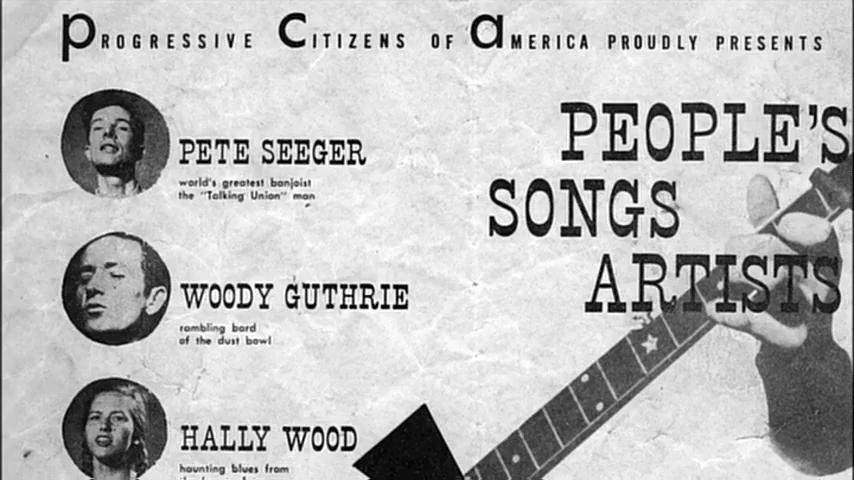 PROGRESSIVE CITIZENS OF AMERICA PROUDLY PRESENTS
PETE SEEGER
world's greatest banjoist
the "Talking Union" man
WOODY GUTHRIE
rambling bard
of the dust bowl
HALLY WOOD
haunting blues from
PEOPLE'S
SONGS
ARTISTS